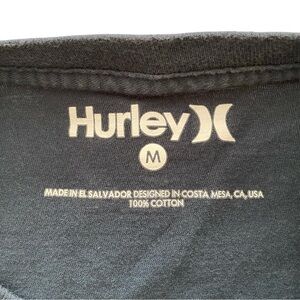 Hurley
M
MADE IN EL SALVADOR DESIGNED IN COSTA MESA, CA, USA
100% COTTON